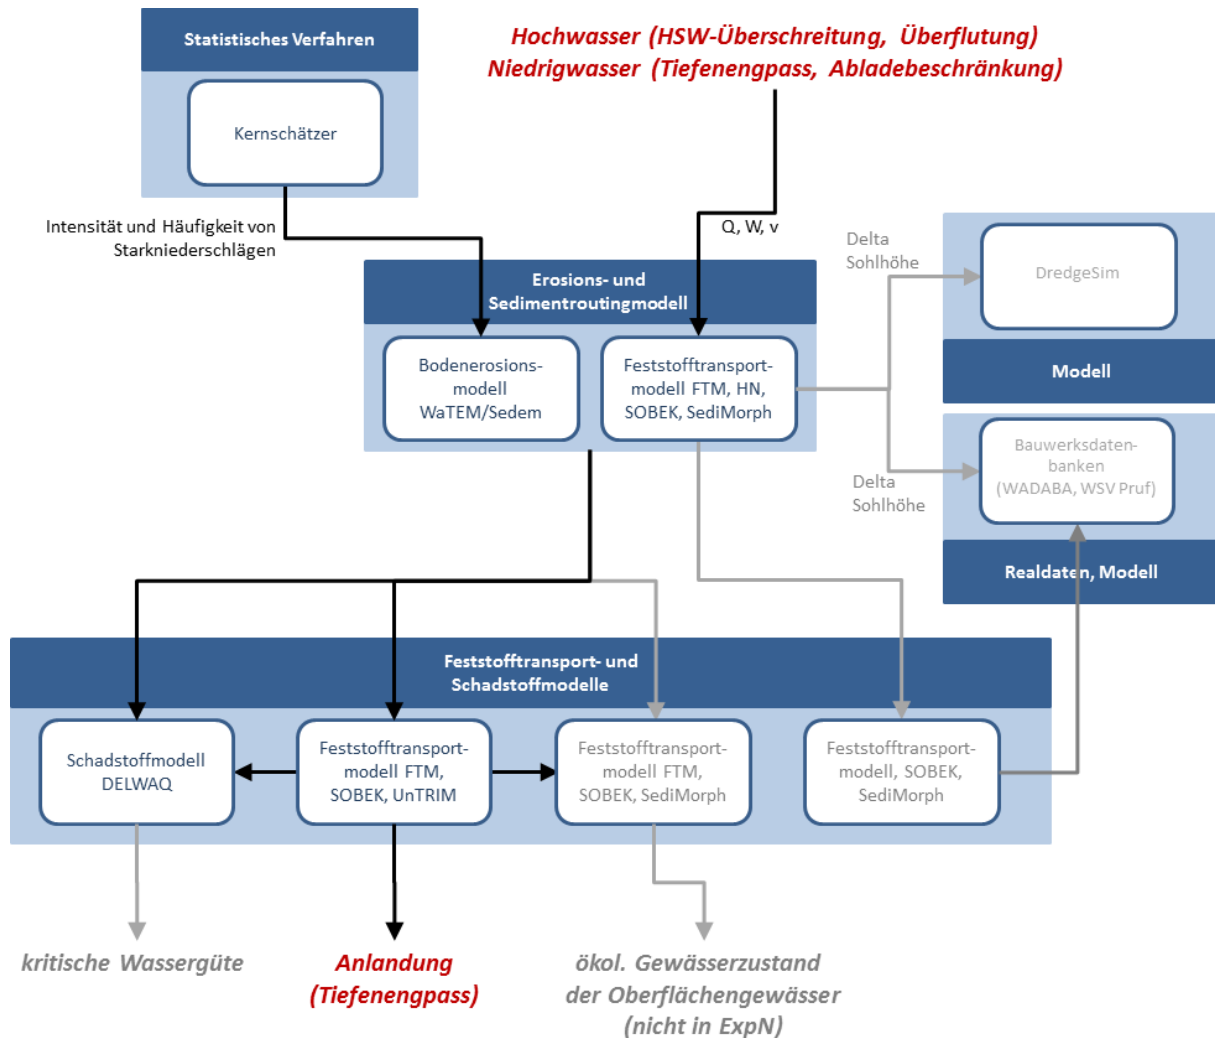 Statistisches Verfahren
Kernschätzer
Hochwasser (HSW-Überschreitung, Überflutung)
Niedrigwasser (Tiefenengpass, Abladebeschränkung)
Intensität und Häufigkeit von
Starkniederschlägen
Q, W, v
Erosions- und
Sedimentroutingmodell
Bodenerosions-
modell
WaTEM/Sedem
Feststofftransport-
modell FTM, HN,
SOBEK, SediMorph
Delta
Sohlhöhe
DredgeSim
Modell
Delta
Sohlhöhe
Bauwerksdaten-
banken
(WADABA, WSV Pruf)
Realdaten, Modell
Feststofftransport- und
Schadstoffmodelle
Schadstoffmodell
DELWAQ
Feststofftransport-
modell FTM,
SOBEK, UnTRIM
Feststofftransport-
modell FTM,
SOBEK, SediMorph
Feststofftransport-
modell, SOBEK,
SediMorph
kritische Wassergüte
Anlandung
(Tiefenengpass)
ökol. Gewässerzustand
der Oberflächengewässer
(nicht in ExpN)